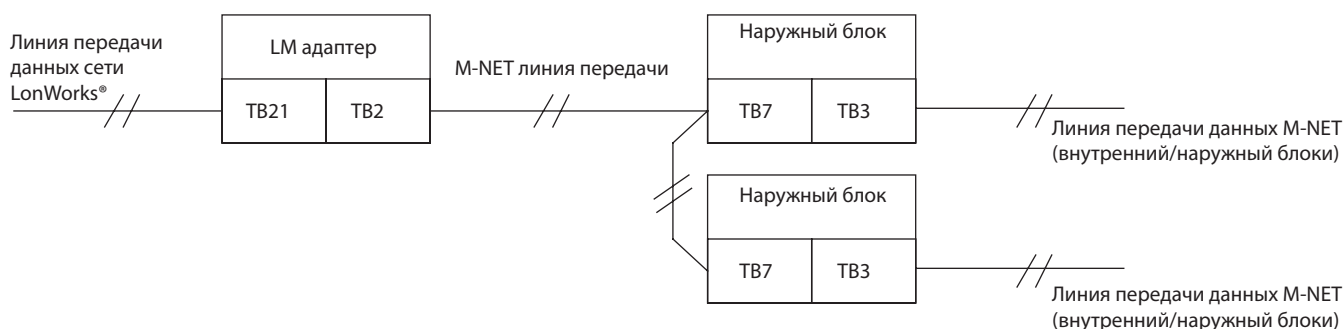 Линия передачи
данных сети
LonWorks®
LM адаптер
TB21
TB2
M-NET линия передачи
Наружный блок
TB7
TB3
Линия передачи данных M-NET
(внутренний/наружный блоки)
Наружный блок
TB7
TB3
Линия передачи данных M-NET
(внутренний/наружный блоки)